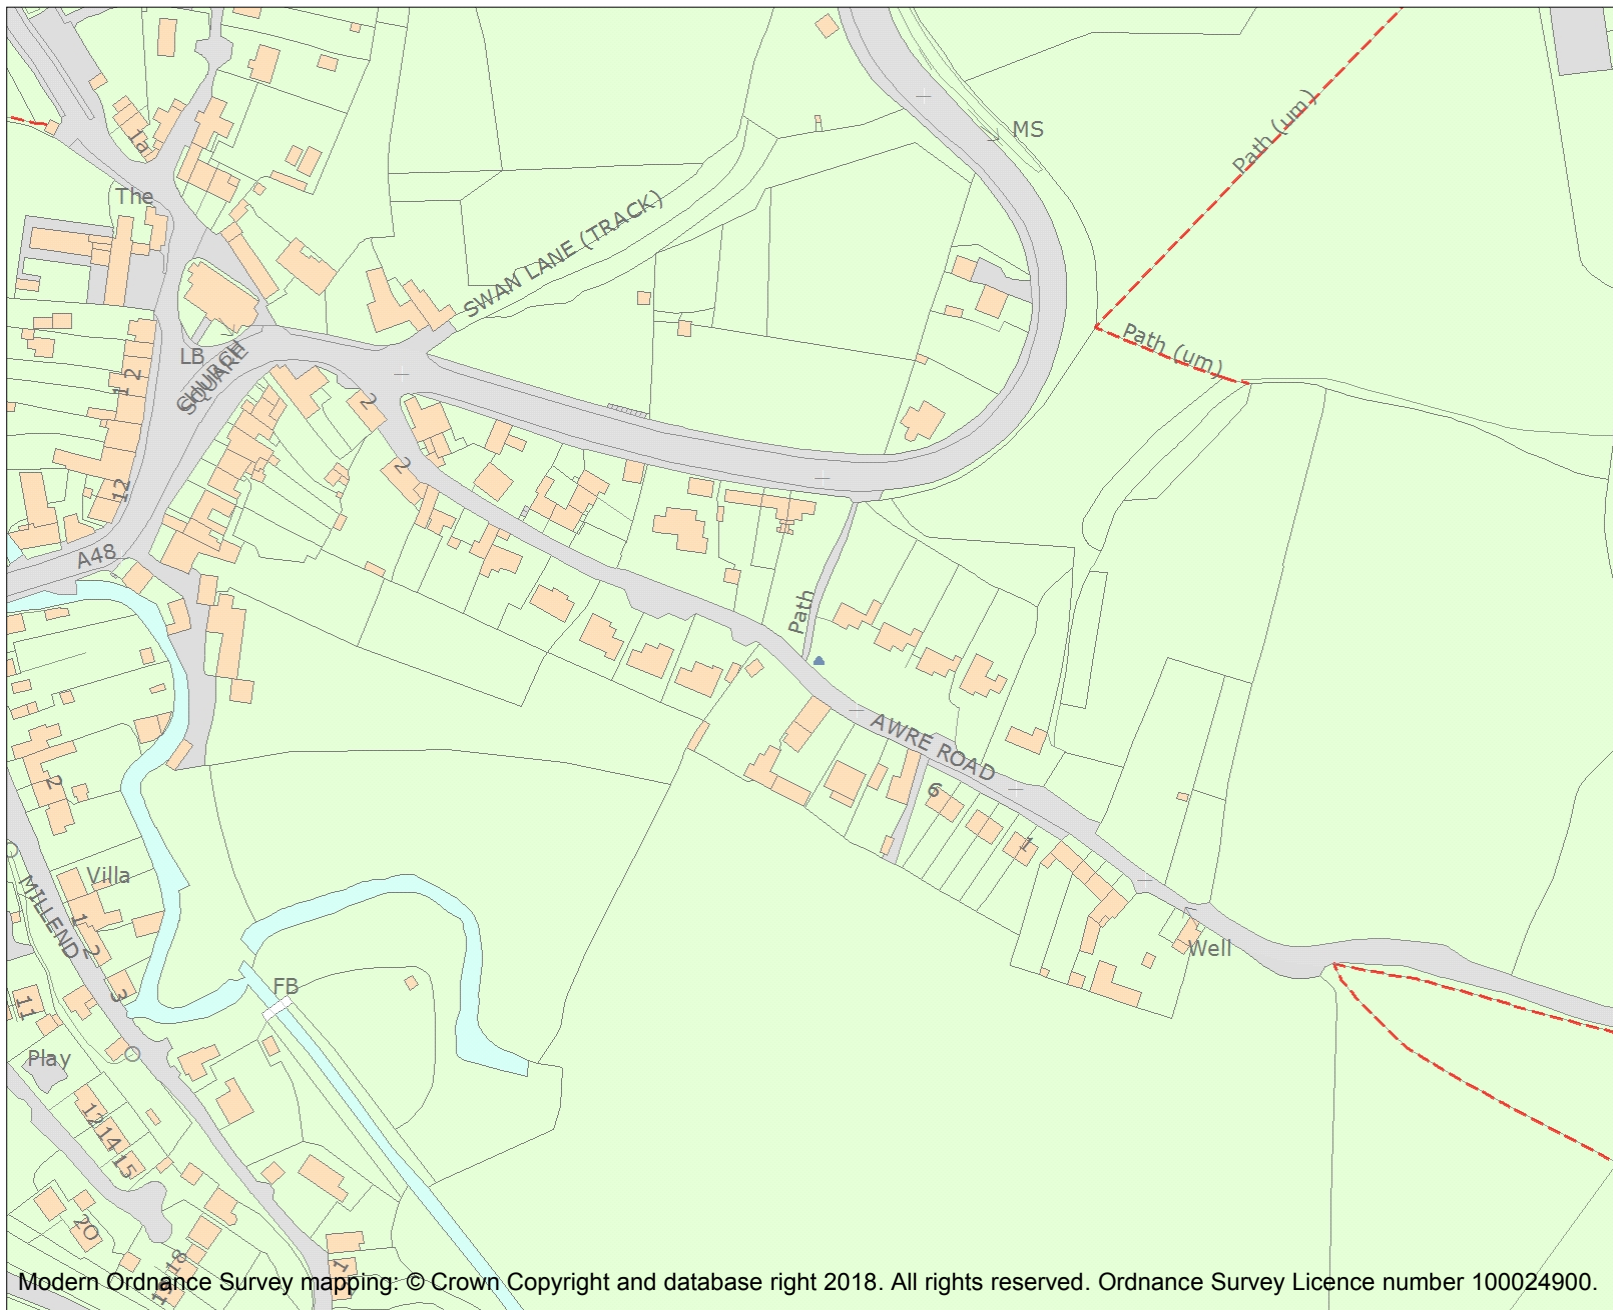 MS
Path (um)
1a
The
SWAN LANE (TRACK)
Path (um)
LB
CHURCH
SQUARE
2
1
2
2
12
A48
Path
AWRE ROAD
2
6
1
Villa
MILLEND
1
2
Well
3
FB
11
Play
12
14
15
20
18
1
Modern Ordnance Survey mapping: © Crown Copyright and database right 2018. All rights reserved. Ordnance Survey Licence number 100024900.